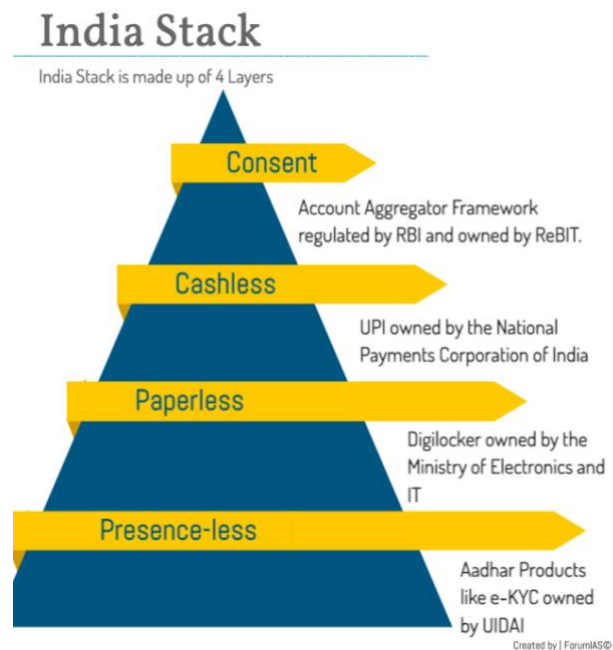 India Stack
India Stack is made up of 4 Layers
Consent
Account Aggregator Framework
regulated by RBI and owned by ReBIT.
Cashless
UPI owned by the National
Payments Corporation of India
Paperless
Digilocker owned by the
Ministry of Electronics and
IT
Presence-less
Aadhar Products
like e-KYC owned
by UIDAI
Created by | ForumIAS©